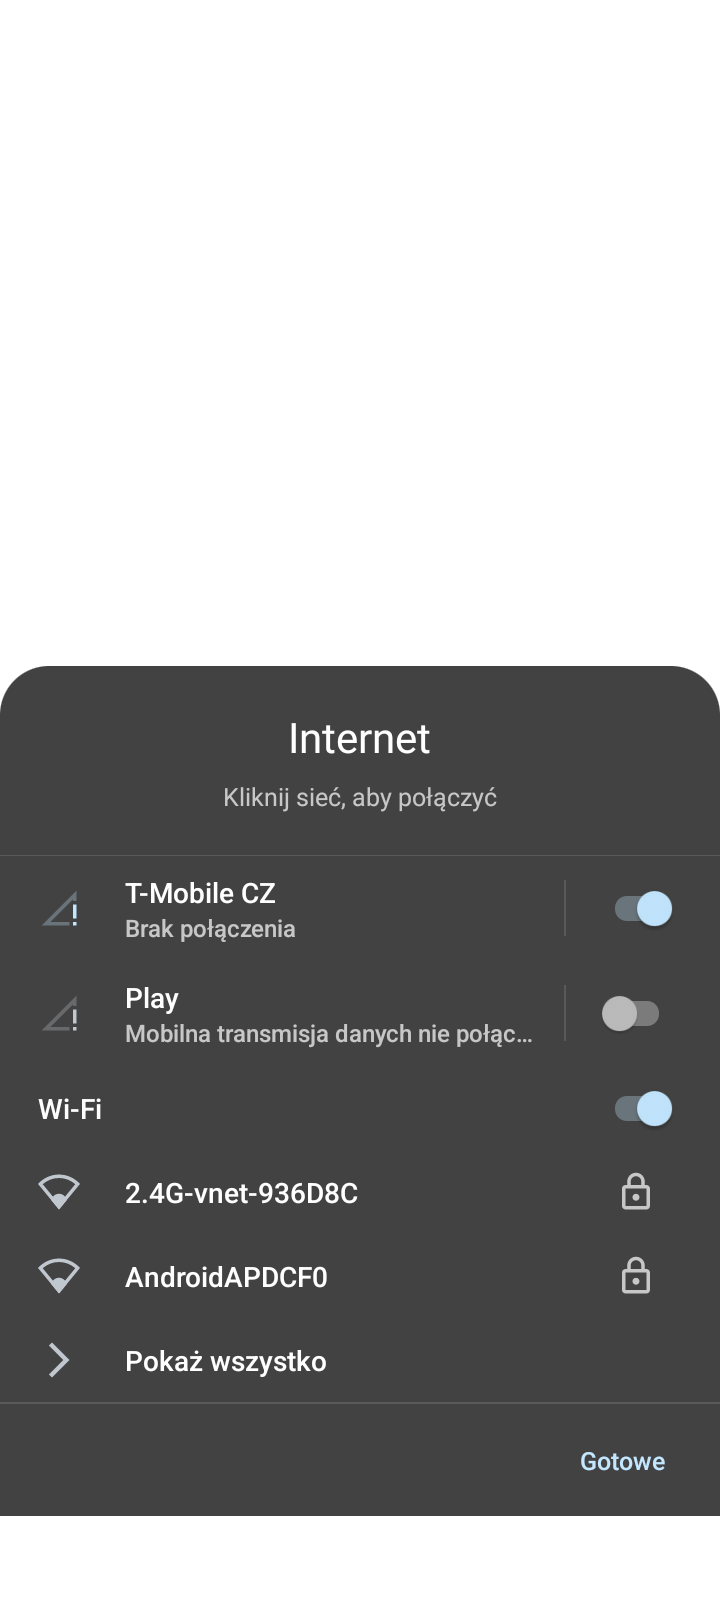 Internet
Kliknij sieć, aby połączyć
T-Mobile CZ
Brak połączenia
Play
Mobilna transmisja danych nie połąc...
Wi-Fi
2.4G-vnet-936D8C
AndroidAPDCF0
Pokaż wszystko
Gotowe